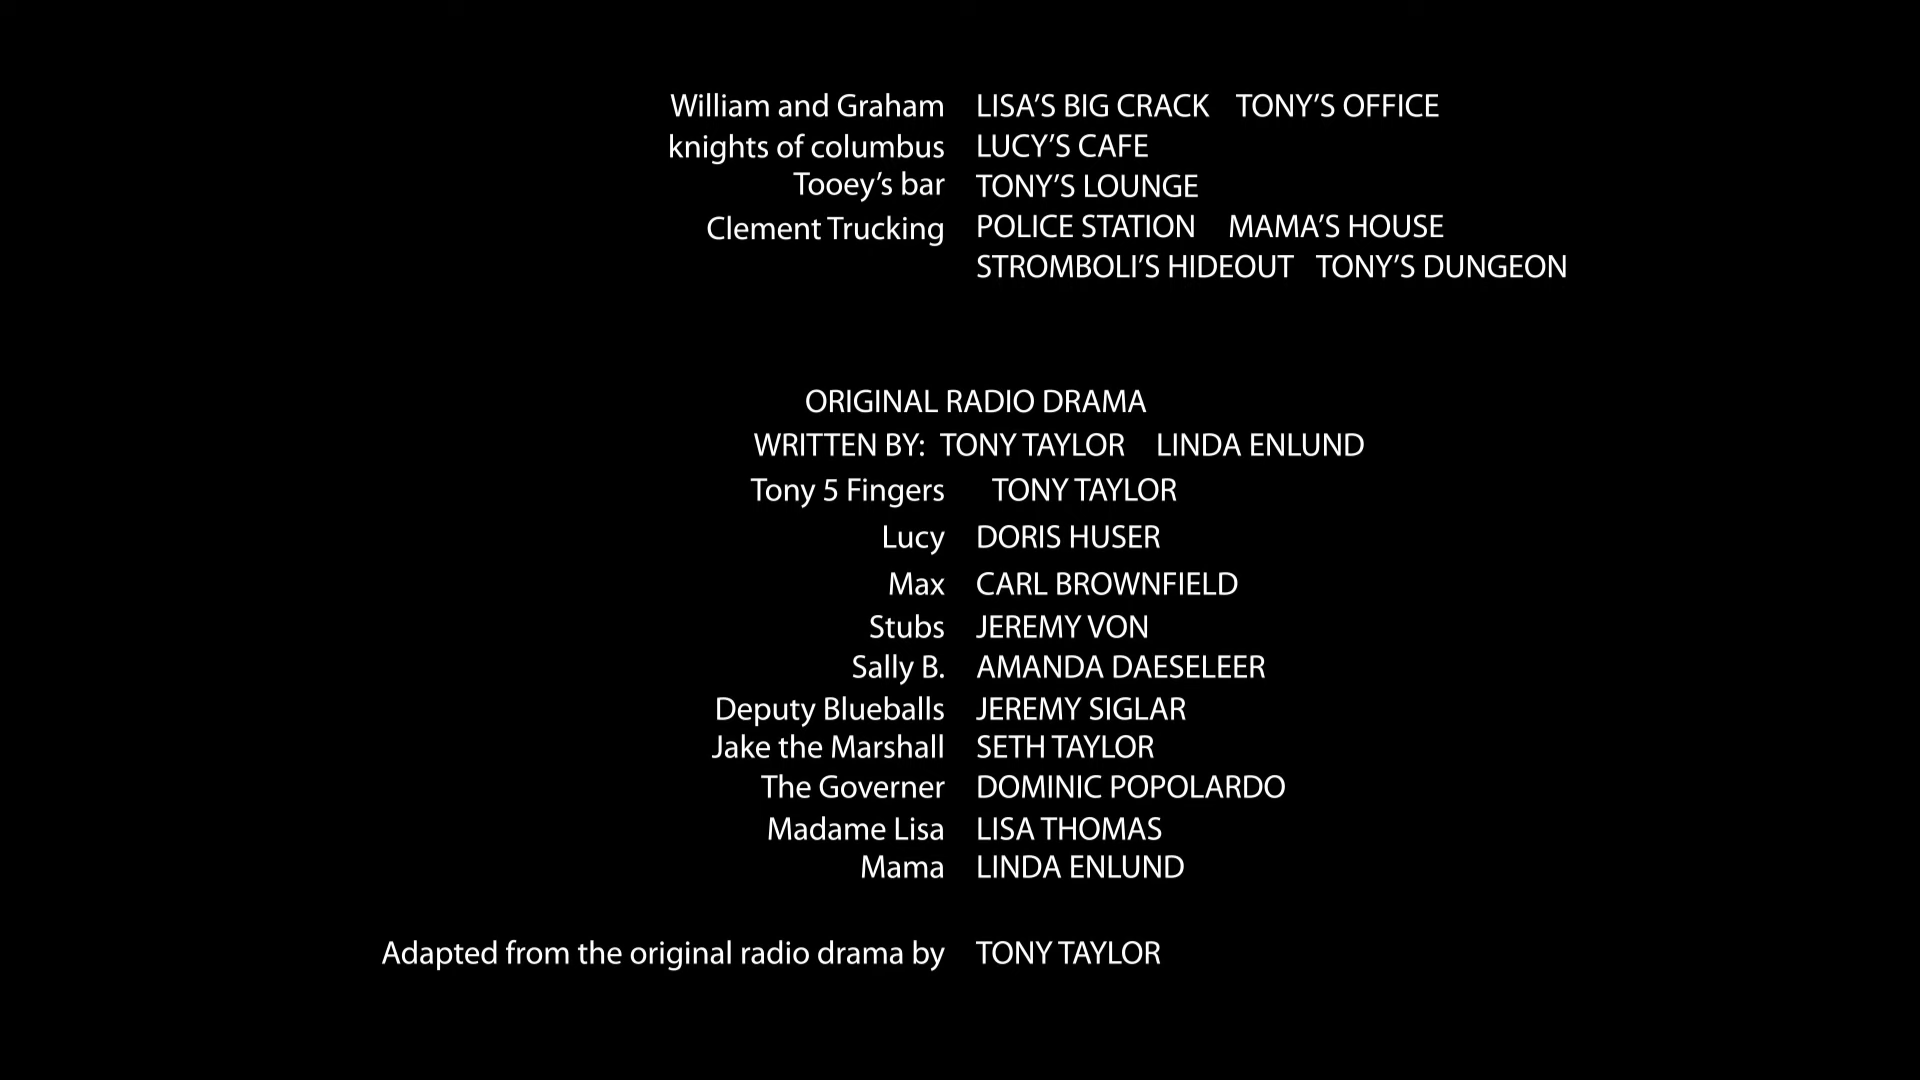 William and Graham LISA'S BIG CRACK TONY'S OFFICE
knights of columbus LUCY'S CAFE
Tooey's bar TONY'S LOUNGE
Clement Trucking POLICE STATION MAMA'S HOUSE
STROMBOLI'S HIDEOUT TONY'S DUNGEON
ORIGINAL RADIO DRAMA
WRITTEN BY: TONY TAYLOR LINDA ENLUND
Tony 5 Fingers TONY TAYLOR
Lucy DORIS HUSER
Max CARL BROWNFIELD
Stubs JEREMY VON
Sally B. AMANDA DAESELEER
Deputy Blueballs JEREMY SIGLAR
Jake the Marshall SETH TAYLOR
The Governer DOMINIC POPOLARDO
Madame Lisa LISA THOMAS
Mama LINDA ENLUND
Adapted from the original radio drama by TONY TAYLOR